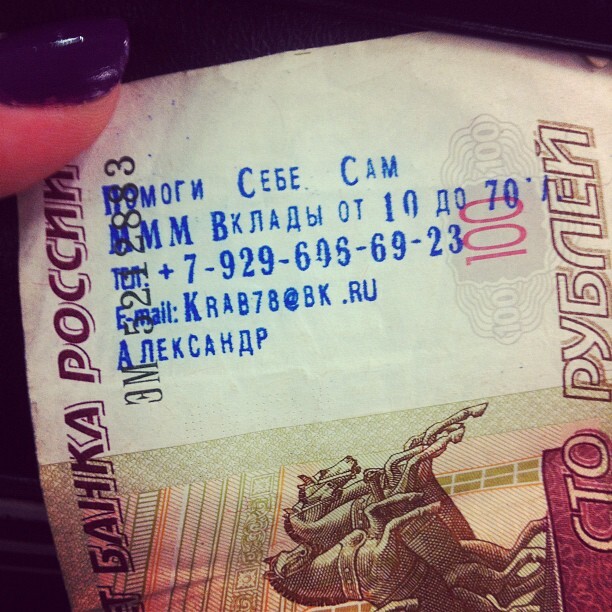 Помоги Себе Сам
МММ Вклады от 10 до 70
Тел. +7-929-606-69-23
E-mail: KRAB78@BK.RU
Александр
БАНКА РОССИИ
100
100
СТО РУБЛЕЙ